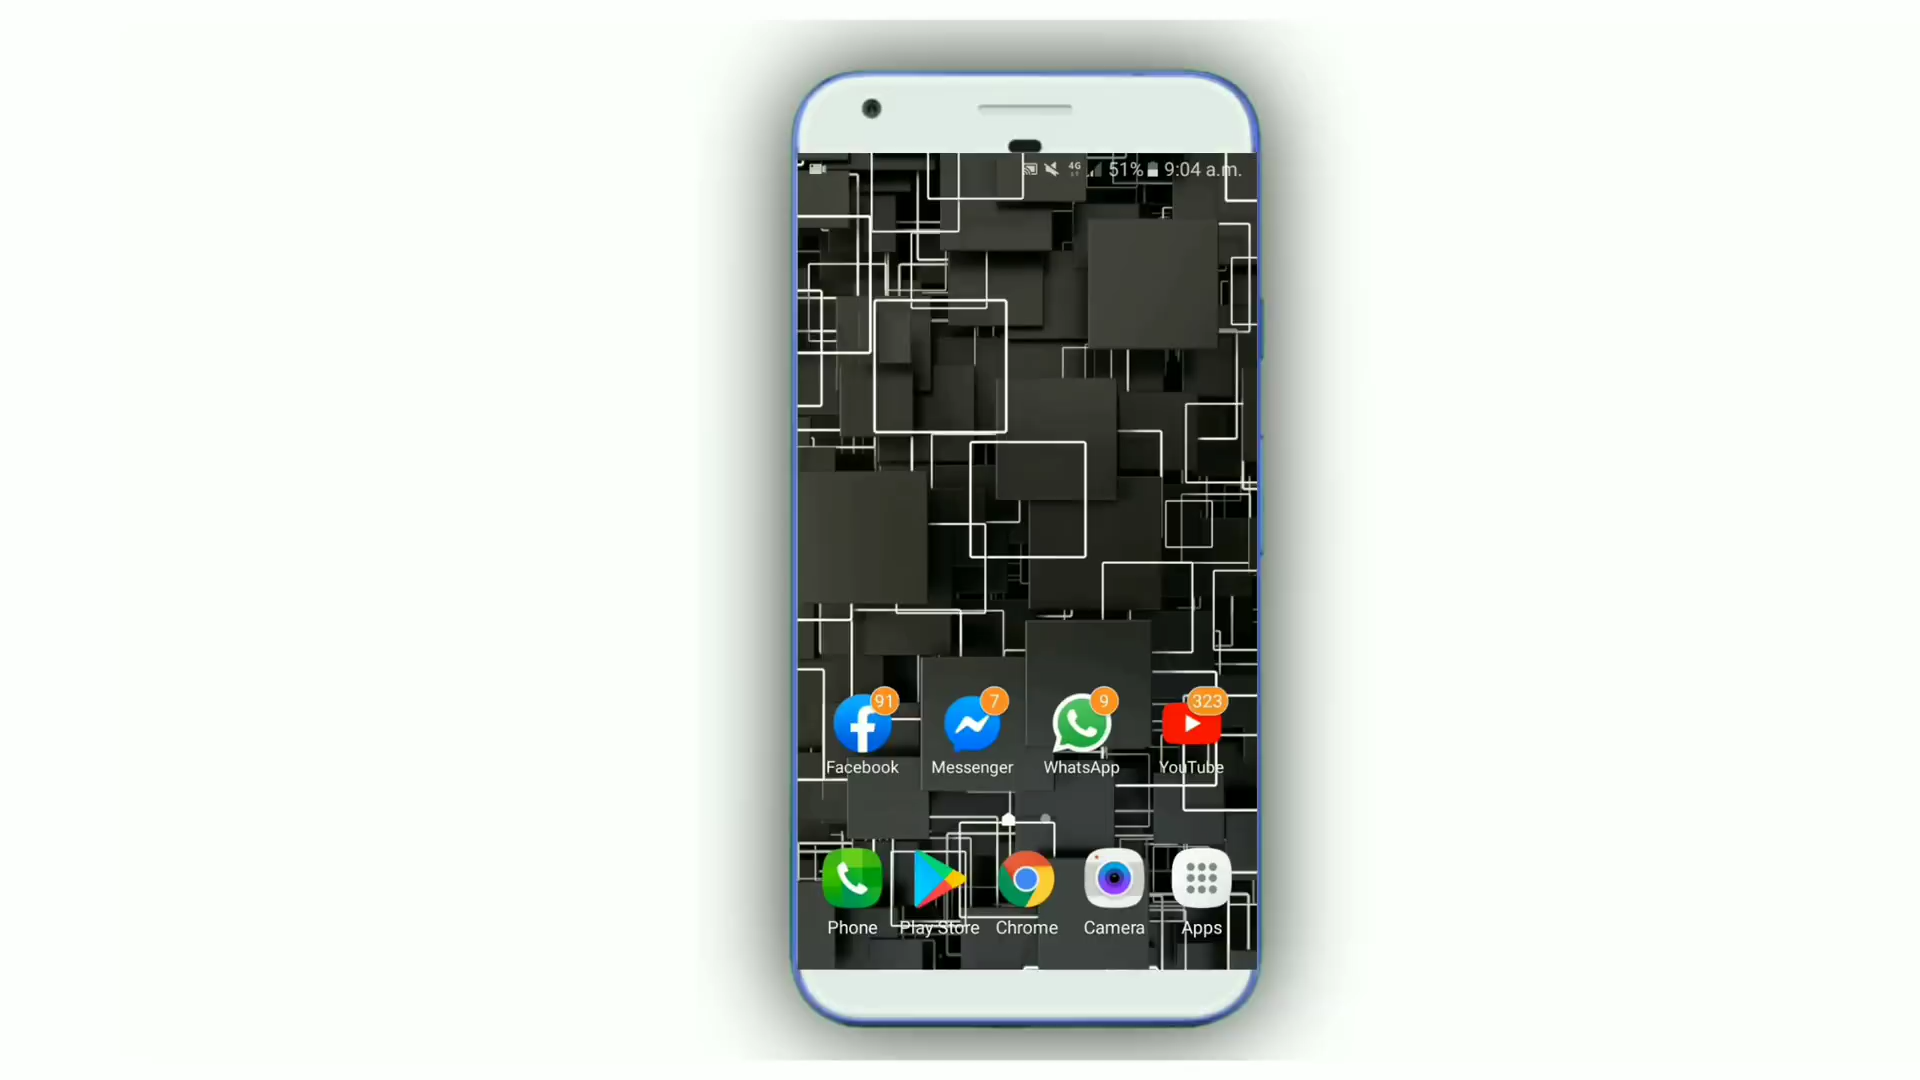 4G 51% 9:04 a.m.
91 7 9 323
Facebook Messenger WhatsApp YouTube
Phone Play Store Chrome Camera Apps